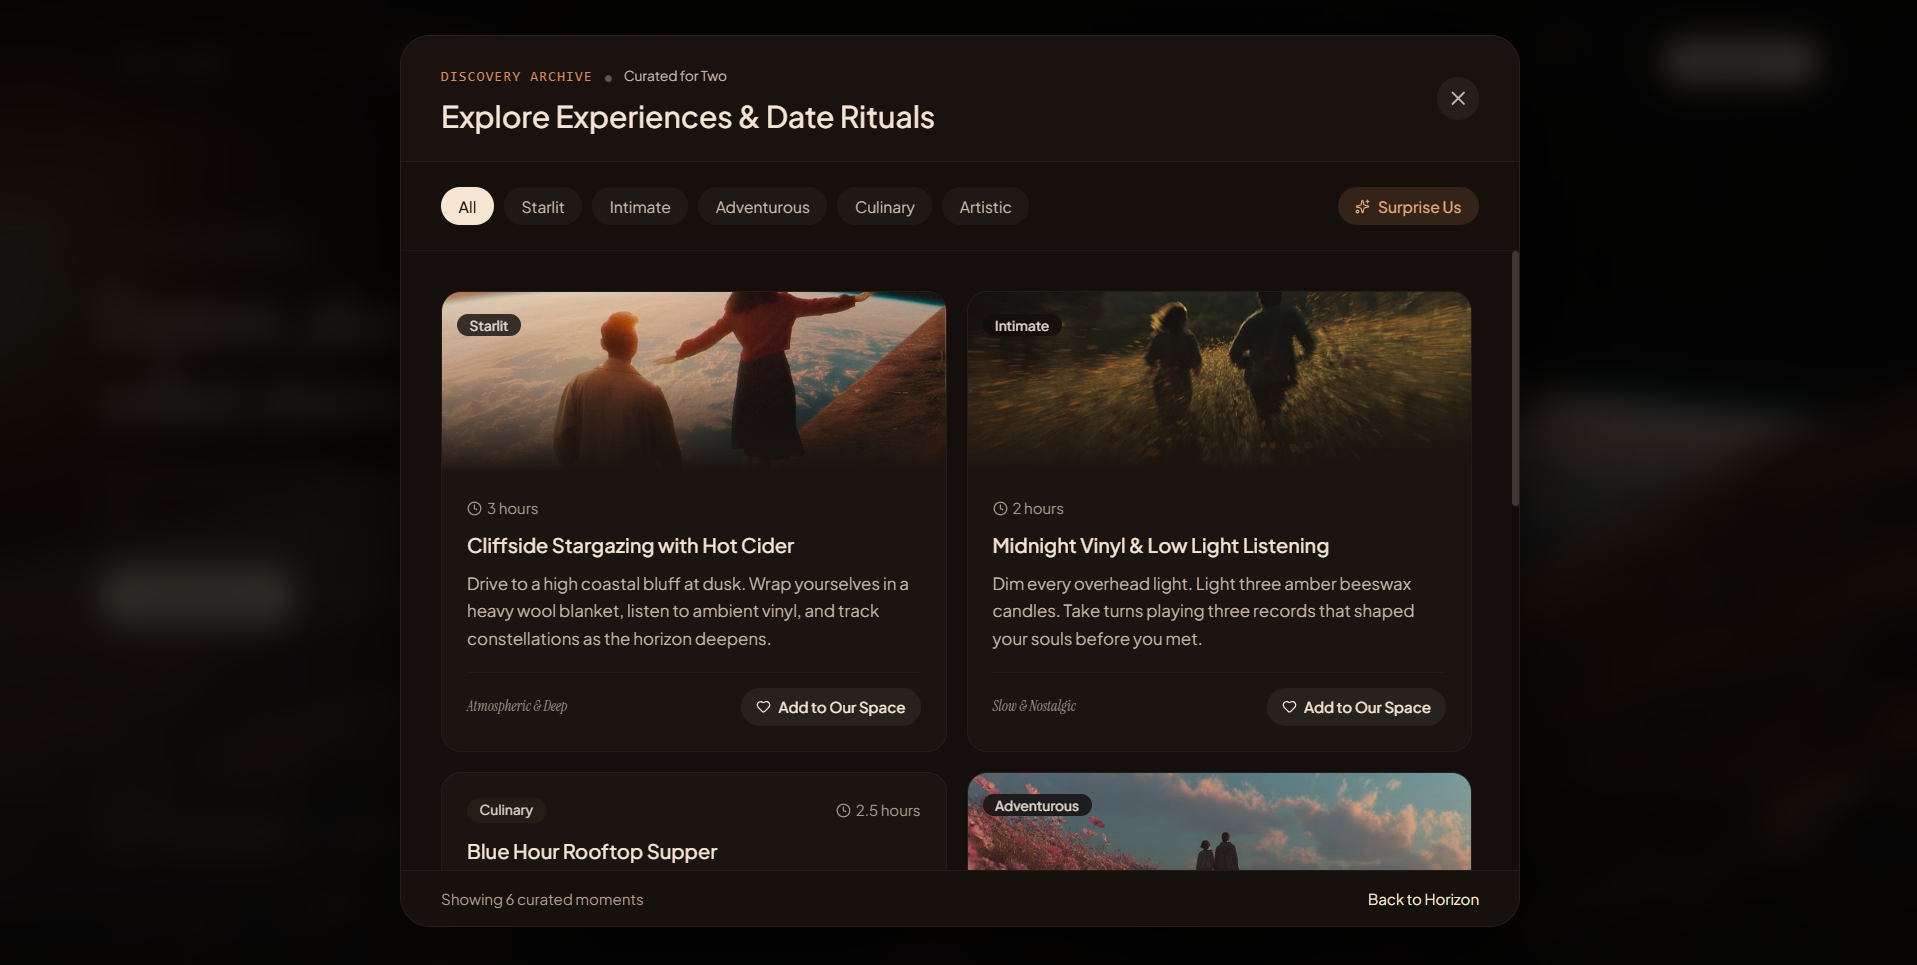 DISCOVERY ARCHIVE • Curated for Two
Explore Experiences & Date Rituals
All
Starlit
Intimate
Adventurous
Culinary
Artistic
Surprise Us
Starlit
3 hours
Cliffside Stargazing with Hot Cider
Drive to a high coastal bluff at dusk. Wrap yourselves in a
heavy wool blanket, listen to ambient vinyl, and track
constellations as the horizon deepens.
Atmospheric & Deep
Add to Our Space
Intimate
2 hours
Midnight Vinyl & Low Light Listening
Dim every overhead light. Light three amber beeswax
candles. Take turns playing three records that shaped
your souls before you met.
Slow & Nostalgic
Add to Our Space
Culinary
2.5 hours
Blue Hour Rooftop Supper
Adventurous
Showing 6 curated moments
Back to Horizon